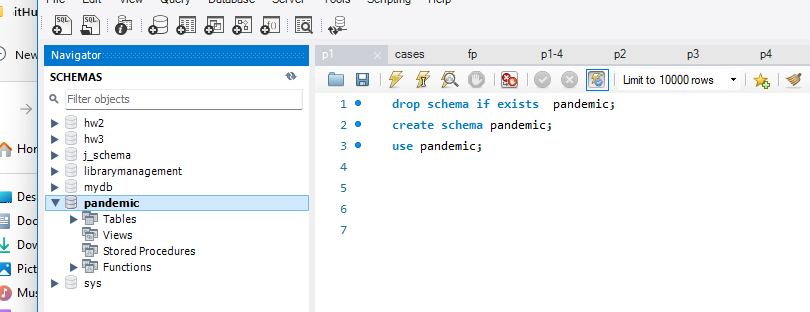 File Edit View Query Database Server Tools Scripting Help
itHu
Nev
Hom
Des
Doc
Dow
Pict
Mus
Navigator
SCHEMAS
Filter objects
hw2
hw3
j_schema
librarymanagement
mydb
pandemic
Tables
Views
Stored Procedures
Functions
sys
p1 cases fp p1-4 p2 p3 p4
Limit to 10000 rows
1 drop schema if exists  pandemic;
2 create schema pandemic;
3 use pandemic;
4
5
6
7